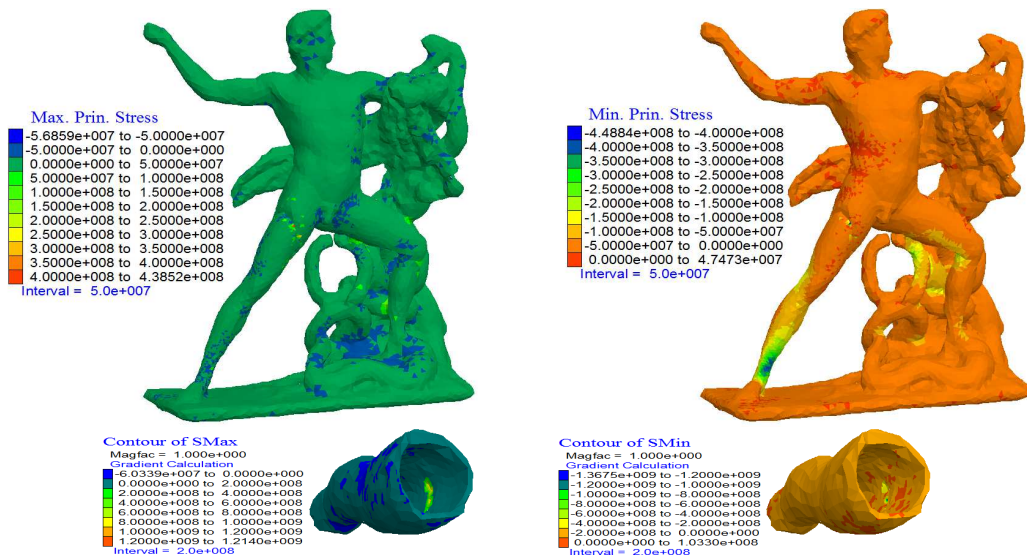 Max. Prin. Stress
-5.6859e+007 to -5.0000e+007
-5.0000e+007 to 0.0000e+000
0.0000e+000 to 5.0000e+007
5.0000e+007 to 1.0000e+008
1.0000e+008 to 1.5000e+008
1.5000e+008 to 2.0000e+008
2.0000e+008 to 2.5000e+008
2.5000e+008 to 3.0000e+008
3.0000e+008 to 3.5000e+008
3.5000e+008 to 4.0000e+008
4.0000e+008 to 4.3852e+008
Interval = 5.0e+007
Min. Prin. Stress
-4.4884e+008 to -4.0000e+008
-4.0000e+008 to -3.5000e+008
-3.5000e+008 to -3.0000e+008
-3.0000e+008 to -2.5000e+008
-2.5000e+008 to -2.0000e+008
-2.0000e+008 to -1.5000e+008
-1.5000e+008 to -1.0000e+008
-1.0000e+008 to -5.0000e+007
-5.0000e+007 to 0.0000e+000
0.0000e+000 to 4.7473e+007
Interval = 5.0e+007
Contour of SMax
Magfac = 1.000e+000
Gradient Calculation
-6.0339e+007 to 0.0000e+000
0.0000e+000 to 2.0000e+008
2.0000e+008 to 4.0000e+008
4.0000e+008 to 6.0000e+008
6.0000e+008 to 8.0000e+008
8.0000e+008 to 1.0000e+009
1.0000e+009 to 1.2000e+009
1.2000e+009 to 1.2140e+009
Interval = 2.0e+008
Contour of SMin
Magfac = 1.000e+000
Gradient Calculation
-1.3675e+009 to -1.2000e+009
-1.2000e+009 to -1.0000e+009
-1.0000e+009 to -8.0000e+008
-8.0000e+008 to -6.0000e+008
-6.0000e+008 to -4.0000e+008
-4.0000e+008 to -2.0000e+008
-2.0000e+008 to 0.0000e+000
0.0000e+000 to 1.0330e+008
Interval = 2.0e+008